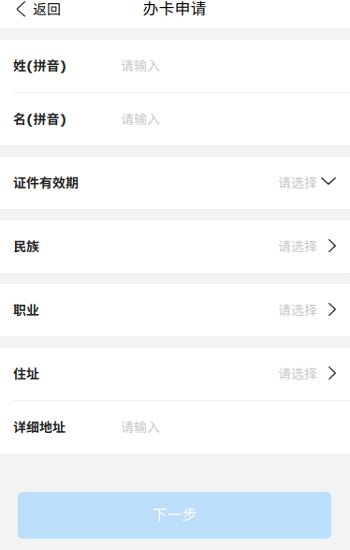 返回 办卡申请
姓(拼音) 请输入
名(拼音) 请输入
证件有效期 请选择
民族 请选择
职业 请选择
住址 请选择
详细地址 请输入
下一步